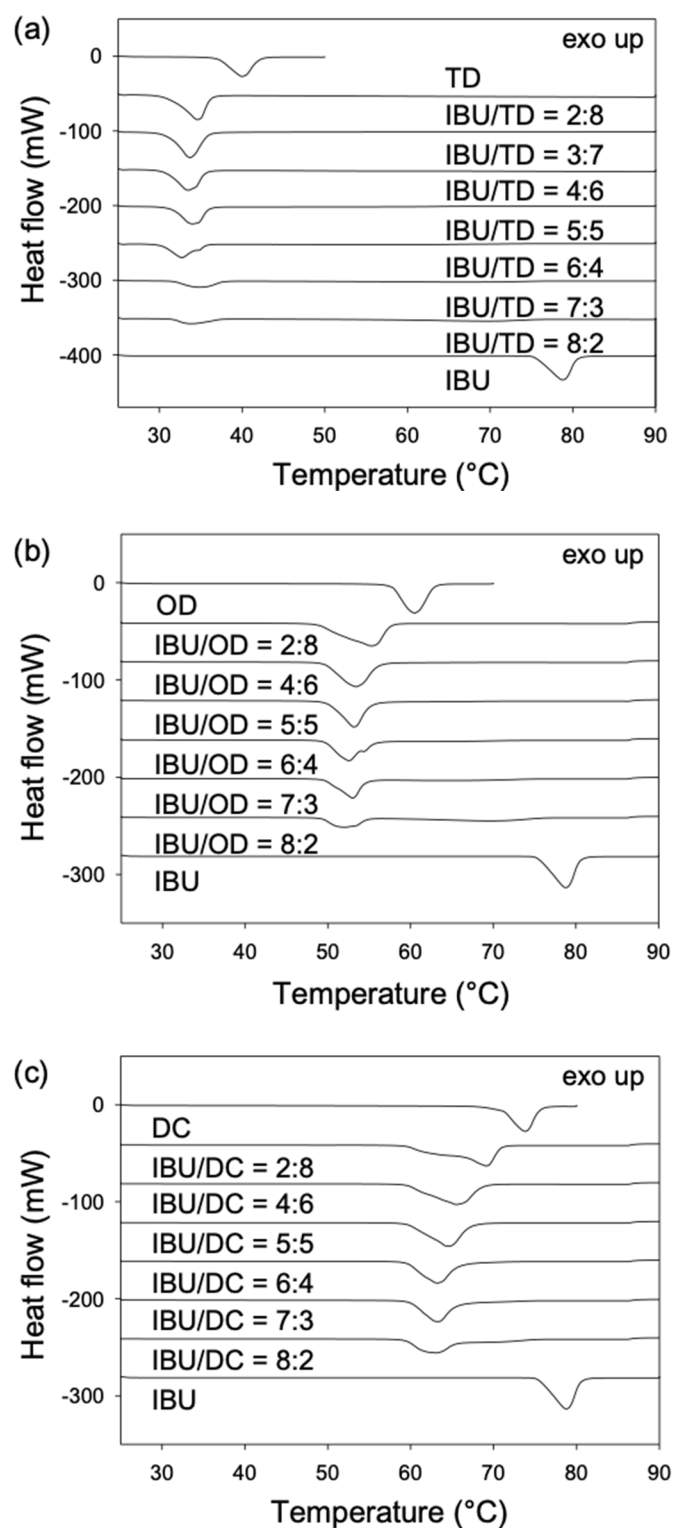 (a)
exo up
0
TD
IBU/TD = 2:8
-100
IBU/TD = 3:7
IBU/TD = 4:6
-200
IBU/TD = 5:5
IBU/TD = 6:4
-300
IBU/TD = 7:3
IBU/TD = 8:2
-400
IBU
Heat flow (mW)
30 40 50 60 70 80 90
Temperature (°C)
(b)
exo up
0
OD
IBU/OD = 2:8
-100
IBU/OD = 4:6
IBU/OD = 5:5
IBU/OD = 6:4
-200
IBU/OD = 7:3
IBU/OD = 8:2
-300
IBU
Heat flow (mW)
30 40 50 60 70 80 90
Temperature (°C)
(c)
exo up
0
DC
IBU/DC = 2:8
-100
IBU/DC = 4:6
IBU/DC = 5:5
IBU/DC = 6:4
-200
IBU/DC = 7:3
IBU/DC = 8:2
-300
IBU
Heat flow (mW)
30 40 50 60 70 80 90
Temperature (°C)